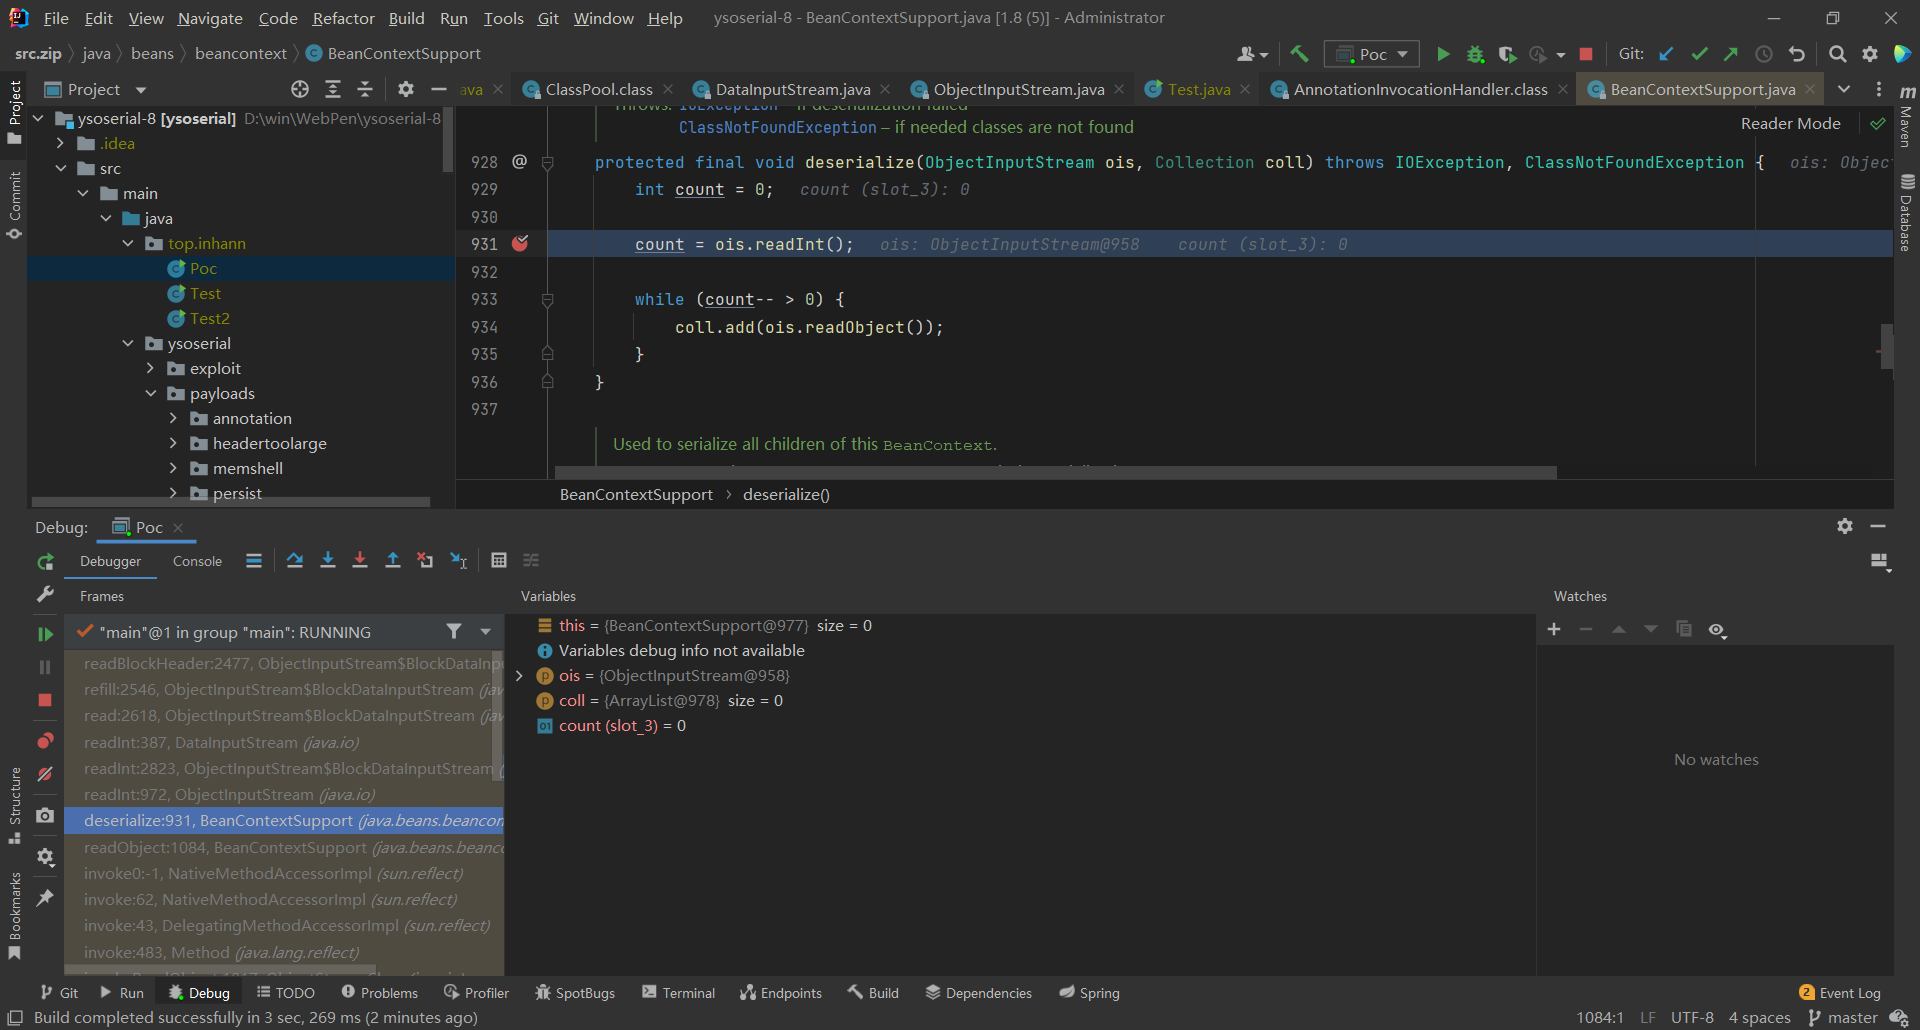 File Edit View Navigate Code Refactor Build Run Tools Git Window Help ysoserial-8 - BeanContextSupport.java [1.8 (5)] - Administrator
src.zip java beans beancontext BeanContextSupport Poc Git:
Project ava ClassPool.class DataInputStream.java ObjectInputStream.java Test.java AnnotationInvocationHandler.class BeanContextSupport.java
Project
Commit
Structure
Bookmarks
Maven
Database
ysoserial-8 [ysoserial] D:\win\WebPen\ysoserial-8
.idea
src
main
java
top.inhann
Poc
Test
Test2
ysoserial
exploit
payloads
annotation
headertoolarge
memshell
persist
Throws: IOException – if deserialization failed
ClassNotFoundException – if needed classes are not found
Reader Mode
928 @ protected final void deserialize(ObjectInputStream ois, Collection coll) throws IOException, ClassNotFoundException { ois: Objec
929 int count = 0; count (slot_3): 0
930
931 count = ois.readInt(); ois: ObjectInputStream@958 count (slot_3): 0
932
933 while (count-- > 0) {
934 coll.add(ois.readObject());
935 }
936 }
937
Used to serialize all children of this BeanContext.
BeanContextSupport › deserialize()
Debug: Poc
Debugger Console
Frames
"main"@1 in group "main": RUNNING
readBlockHeader:2477, ObjectInputStream$BlockDataInpu
refill:2546, ObjectInputStream$BlockDataInputStream (jav
read:2618, ObjectInputStream$BlockDataInputStream (jav
readInt:387, DataInputStream (java.io)
readInt:2823, ObjectInputStream$BlockDataInputStream (
readInt:972, ObjectInputStream (java.io)
deserialize:931, BeanContextSupport (java.beans.beancon
readObject:1084, BeanContextSupport (java.beans.beanco
invoke0:-1, NativeMethodAccessorImpl (sun.reflect)
invoke:62, NativeMethodAccessorImpl (sun.reflect)
invoke:43, DelegatingMethodAccessorImpl (sun.reflect)
invoke:483, Method (java.lang.reflect)
Variables
this = {BeanContextSupport@977} size = 0
Variables debug info not available
ois = {ObjectInputStream@958}
coll = {ArrayList@978} size = 0
count (slot_3) = 0
Watches
No watches
Git Run Debug TODO Problems Profiler SpotBugs Terminal Endpoints Build Dependencies Spring 2 Event Log
Build completed successfully in 3 sec, 269 ms (2 minutes ago) 1084:1 LF UTF-8 4 spaces master